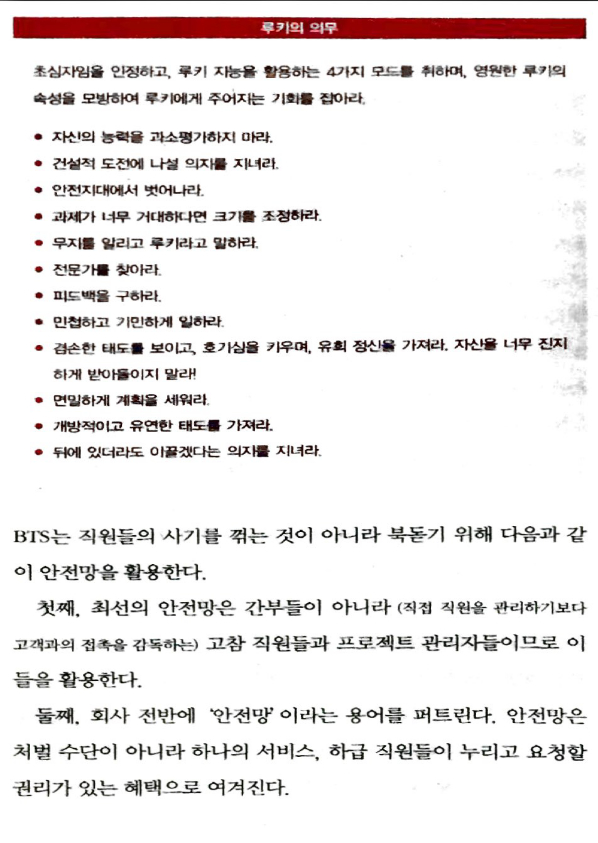 루키의 의무
초심자임을 인정하고, 루키 지능을 활용하는 4가지 모드를 취하며, 영원한 루키의
속성을 모방하여 루키에게 주어지는 기회를 잡아라.
• 자신의 능력을 과소평가하지 마라.
• 건설적 도전에 나설 의지를 지녀라.
• 안전지대에서 벗어나라.
• 과제가 너무 거대하다면 크기를 조정하라.
• 무지를 알리고 루키라고 말하라.
• 전문가를 찾아라.
• 피드백을 구하라.
• 민첩하고 기민하게 일하라.
• 겸손한 태도를 보이고, 호기심을 키우며, 유희 정신을 가져라. 자신을 너무 진지
하게 받아들이지 말라!
• 면밀하게 계획을 세워라.
• 개방적이고 유연한 태도를 가져라.
• 뒤에 있더라도 이끌겠다는 의지를 지녀라.
BTS는 직원들의 사기를 꺾는 것이 아니라 북돋기 위해 다음과 같
이 안전망을 활용한다.
첫째, 최선의 안전망은 간부들이 아니라 (직접 직원을 관리하기보다
고객과의 접촉을 감독하는) 고참 직원들과 프로젝트 관리자들이므로 이
들을 활용한다.
둘째, 회사 전반에 '안전망'이라는 용어를 퍼트린다. 안전망은
처벌 수단이 아니라 하나의 서비스, 하급 직원들이 누리고 요청할
권리가 있는 혜택으로 여겨진다.